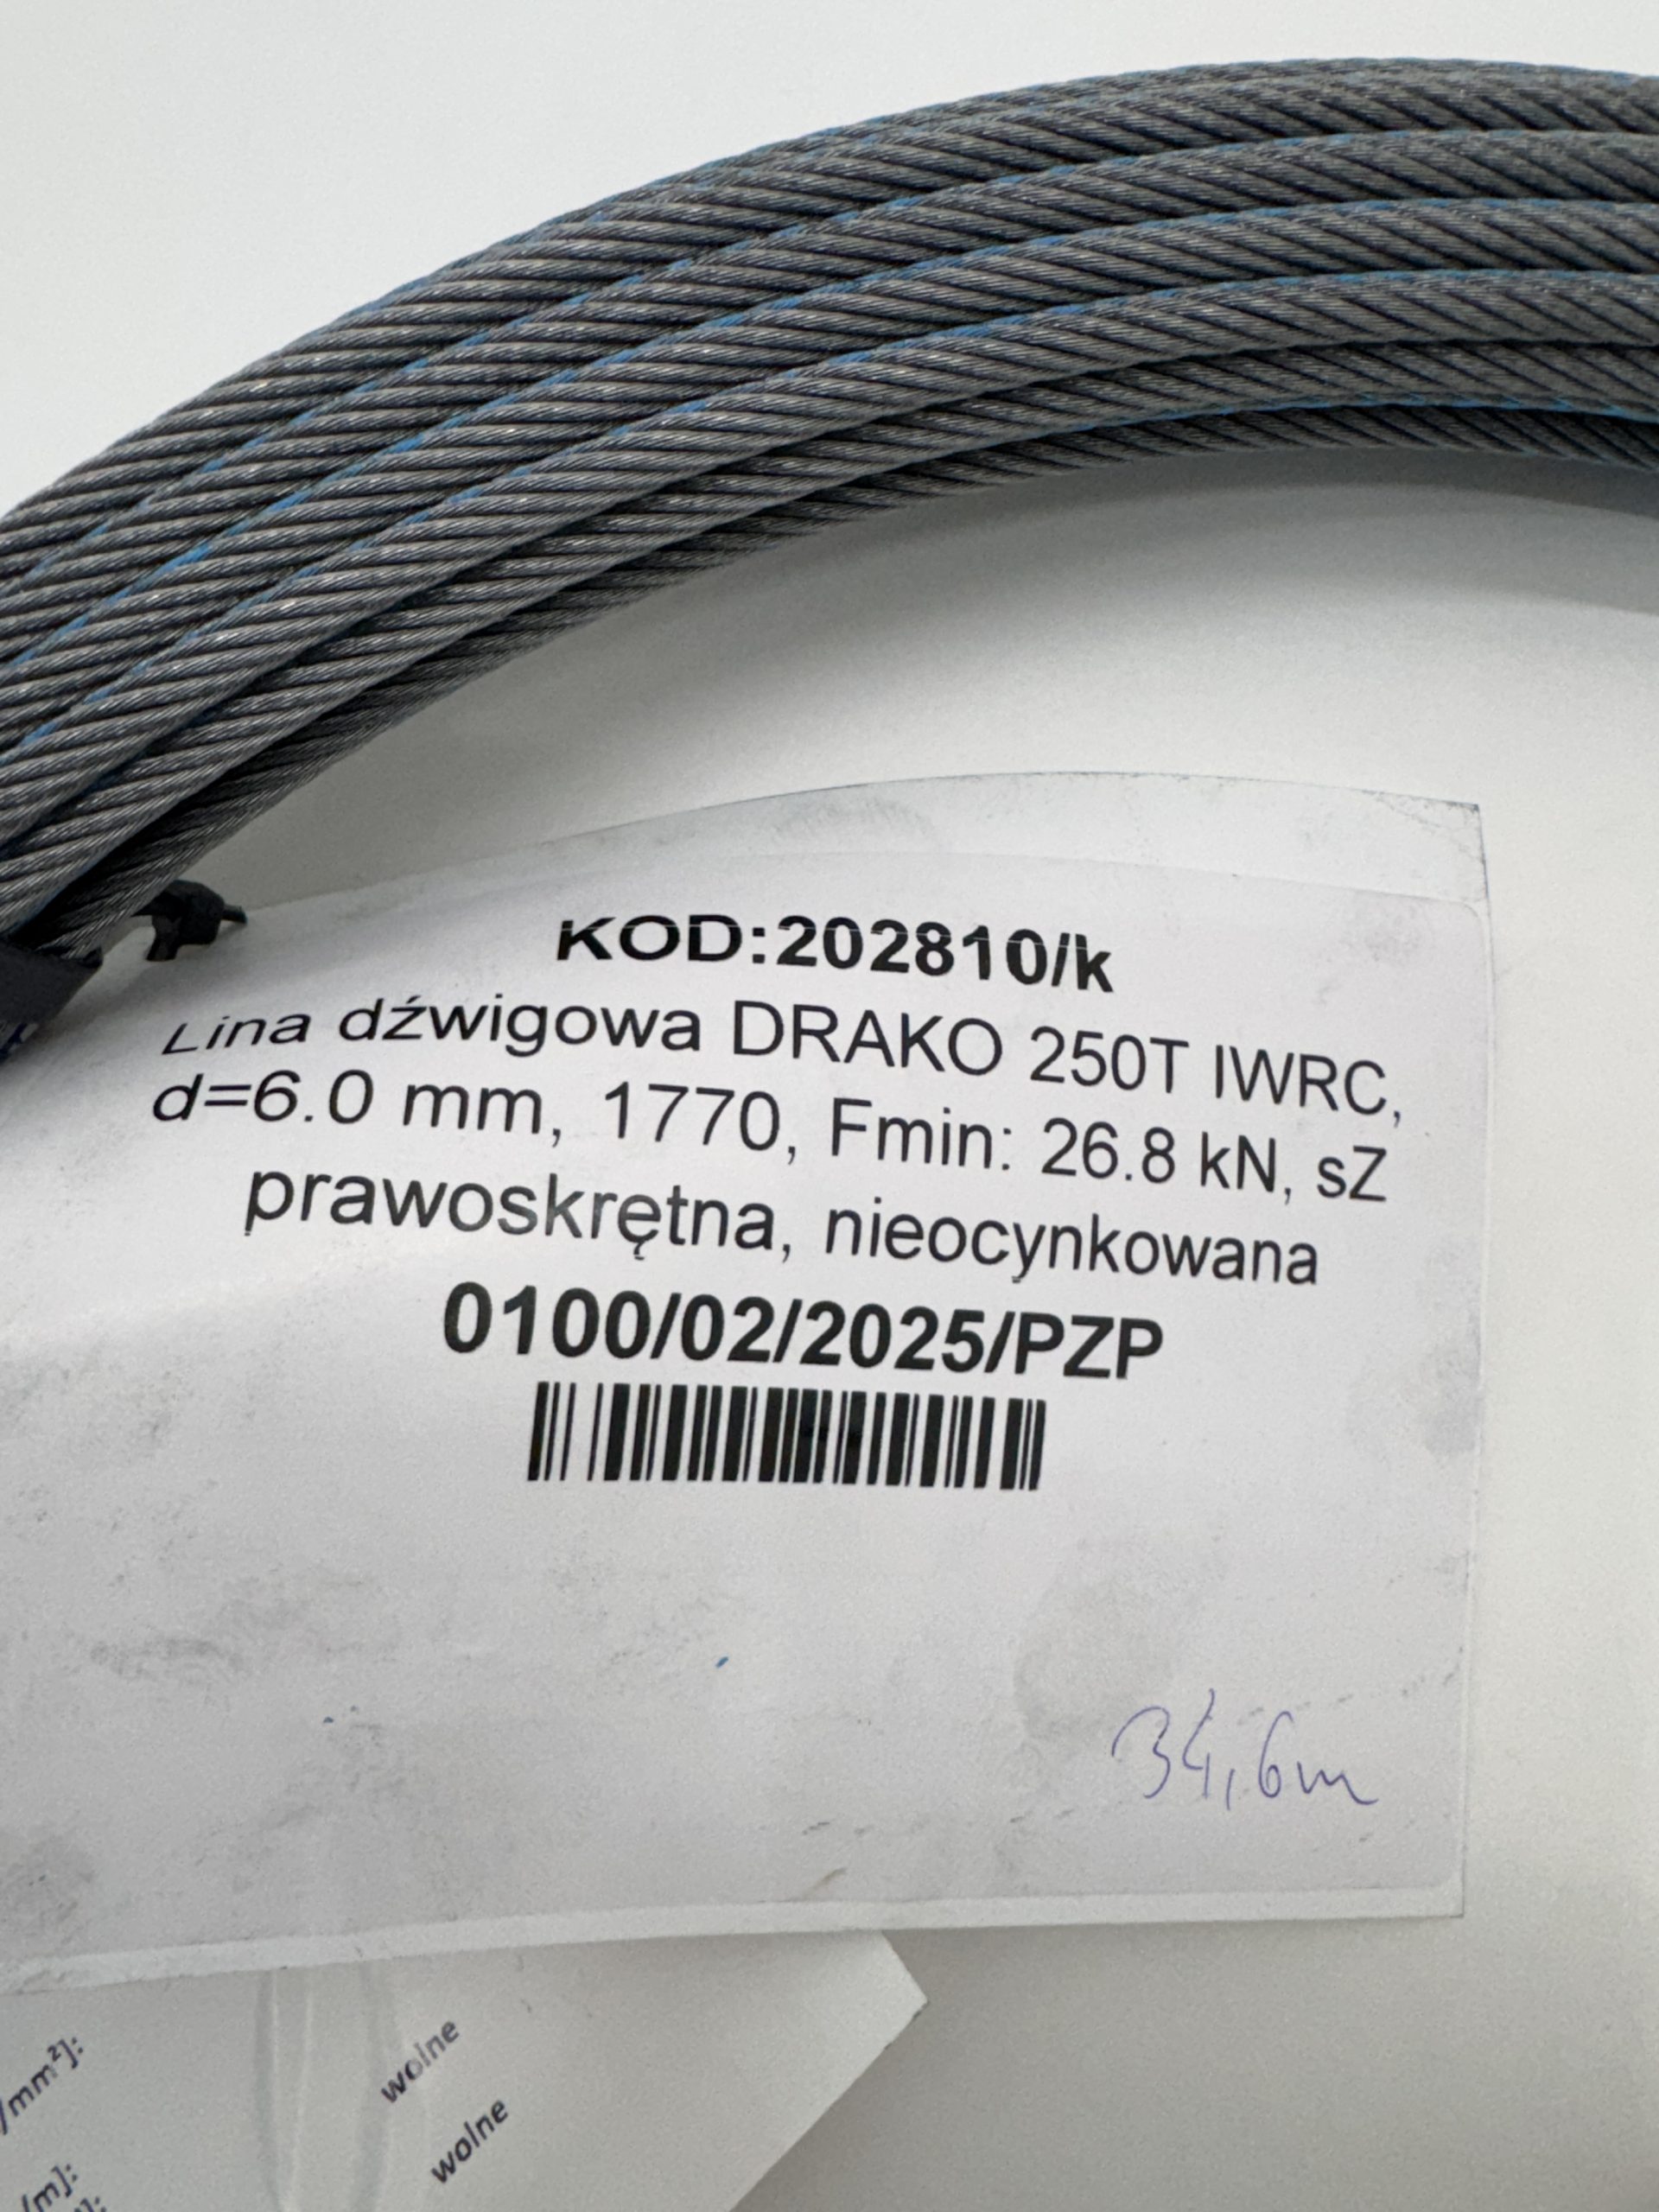 KOD:202810/k
Lina dźwigowa DRAKO 250T IWRC,
d=6.0 mm, 1770, Fmin: 26.8 kN, sZ
prawoskrętna, nieocynkowana
0100/02/2025/PZP
34,6m
/mm²]:
wolne
wolne
/m]: